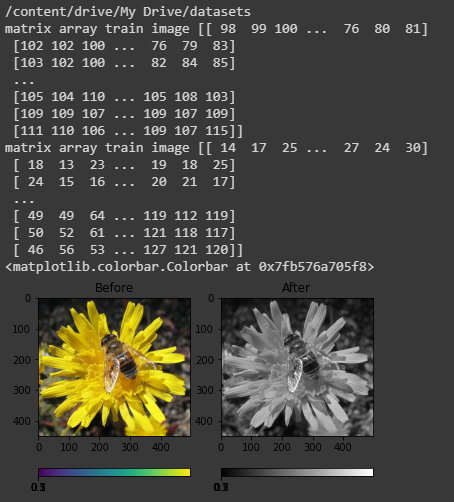 /content/drive/My Drive/datasets
matrix array train image [[ 98  99 100 ...  76  80  81]
 [102 102 100 ...  76  79  83]
 [103 102 100 ...  82  84  85]
 ...
 [105 104 110 ... 105 108 103]
 [109 109 107 ... 109 107 109]
 [111 110 106 ... 109 107 115]]
matrix array train image [[ 14  17  25 ...  27  24  30]
 [ 18  13  23 ...  19  18  25]
 [ 24  15  16 ...  20  21  17]
 ...
 [ 49  49  64 ... 119 112 119]
 [ 50  52  61 ... 121 118 117]
 [ 46  56  53 ... 127 121 120]]
<matplotlib.colorbar.Colorbar at 0x7fb576a705f8>
Before After
0 0
100 100
200 200
300 300
400 400
0 200 400 0 200 400